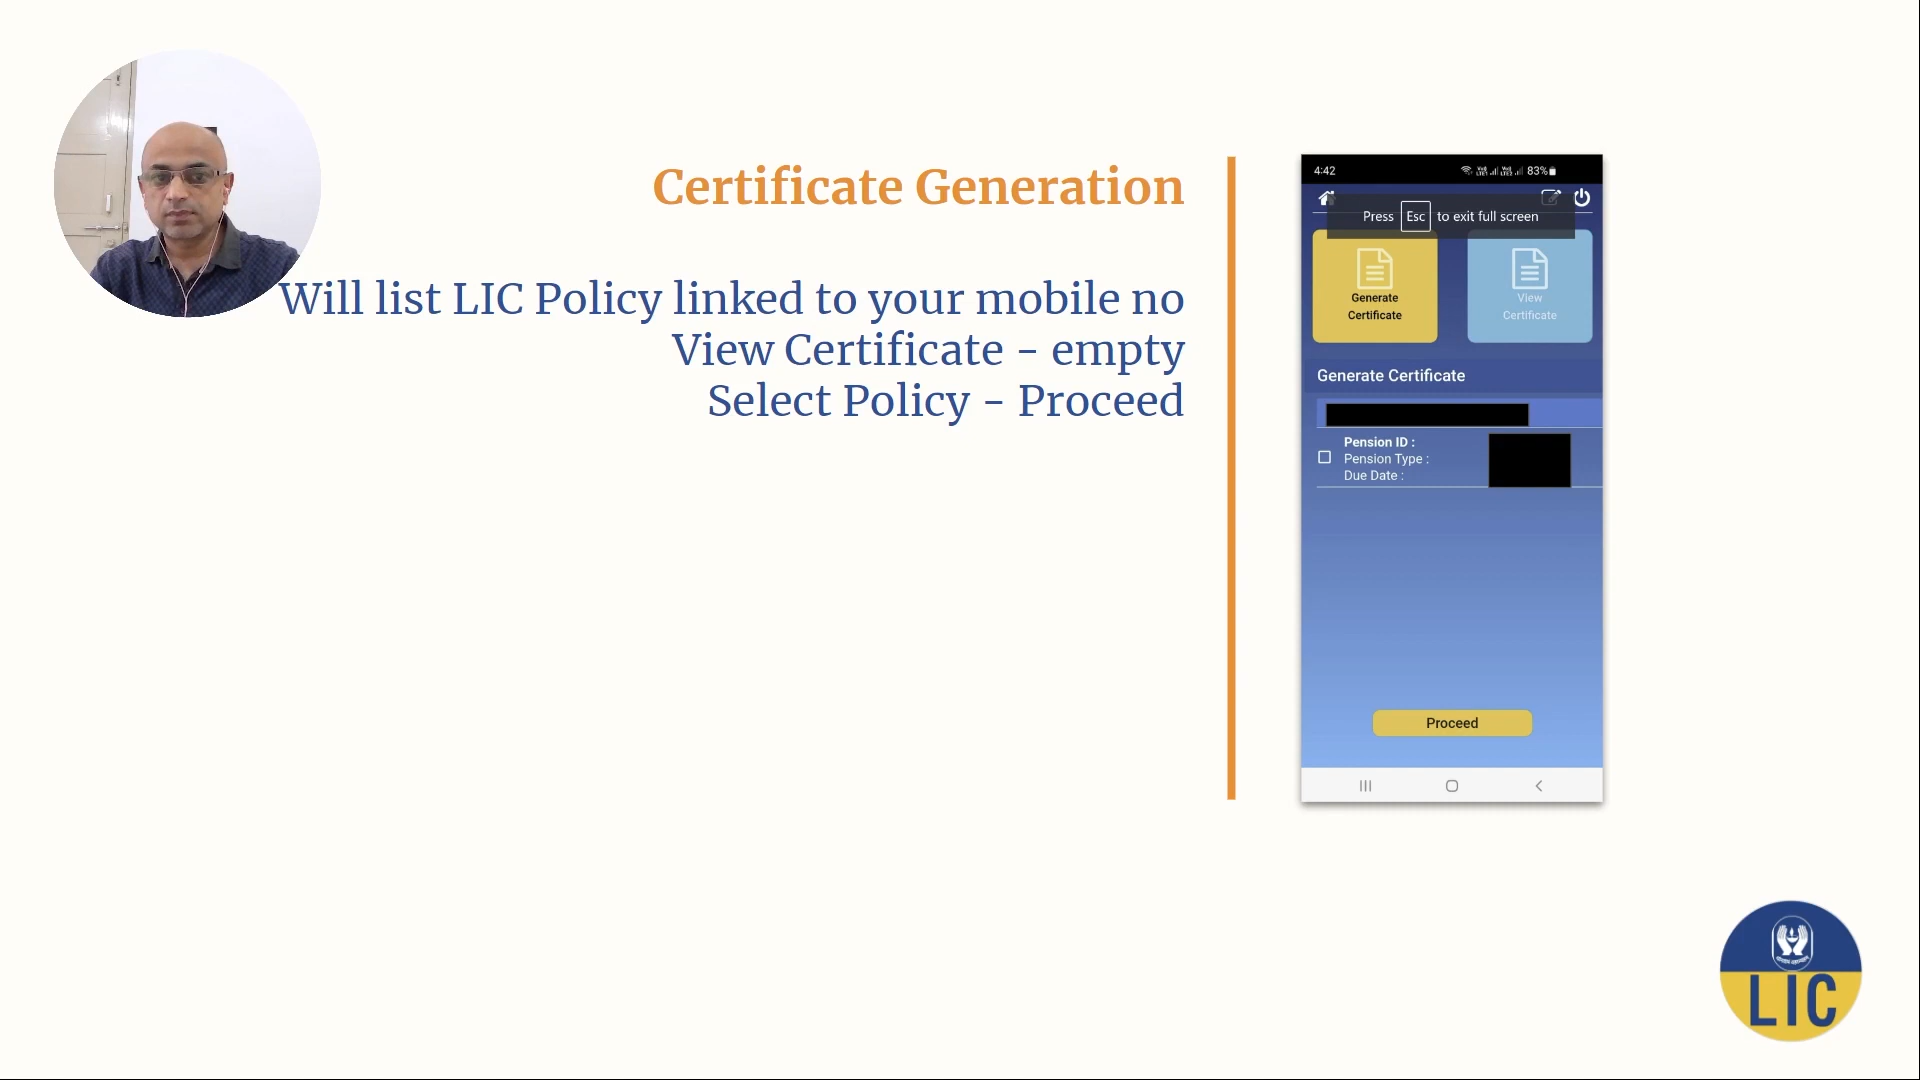 Certificate Generation
Will list LIC Policy linked to your mobile no
View Certificate - empty
Select Policy - Proceed
4:42
83%
Press Esc to exit full screen
Generate
Certificate
View
Certificate
Generate Certificate
Pension ID :
Pension Type :
Due Date :
Proceed
LIC